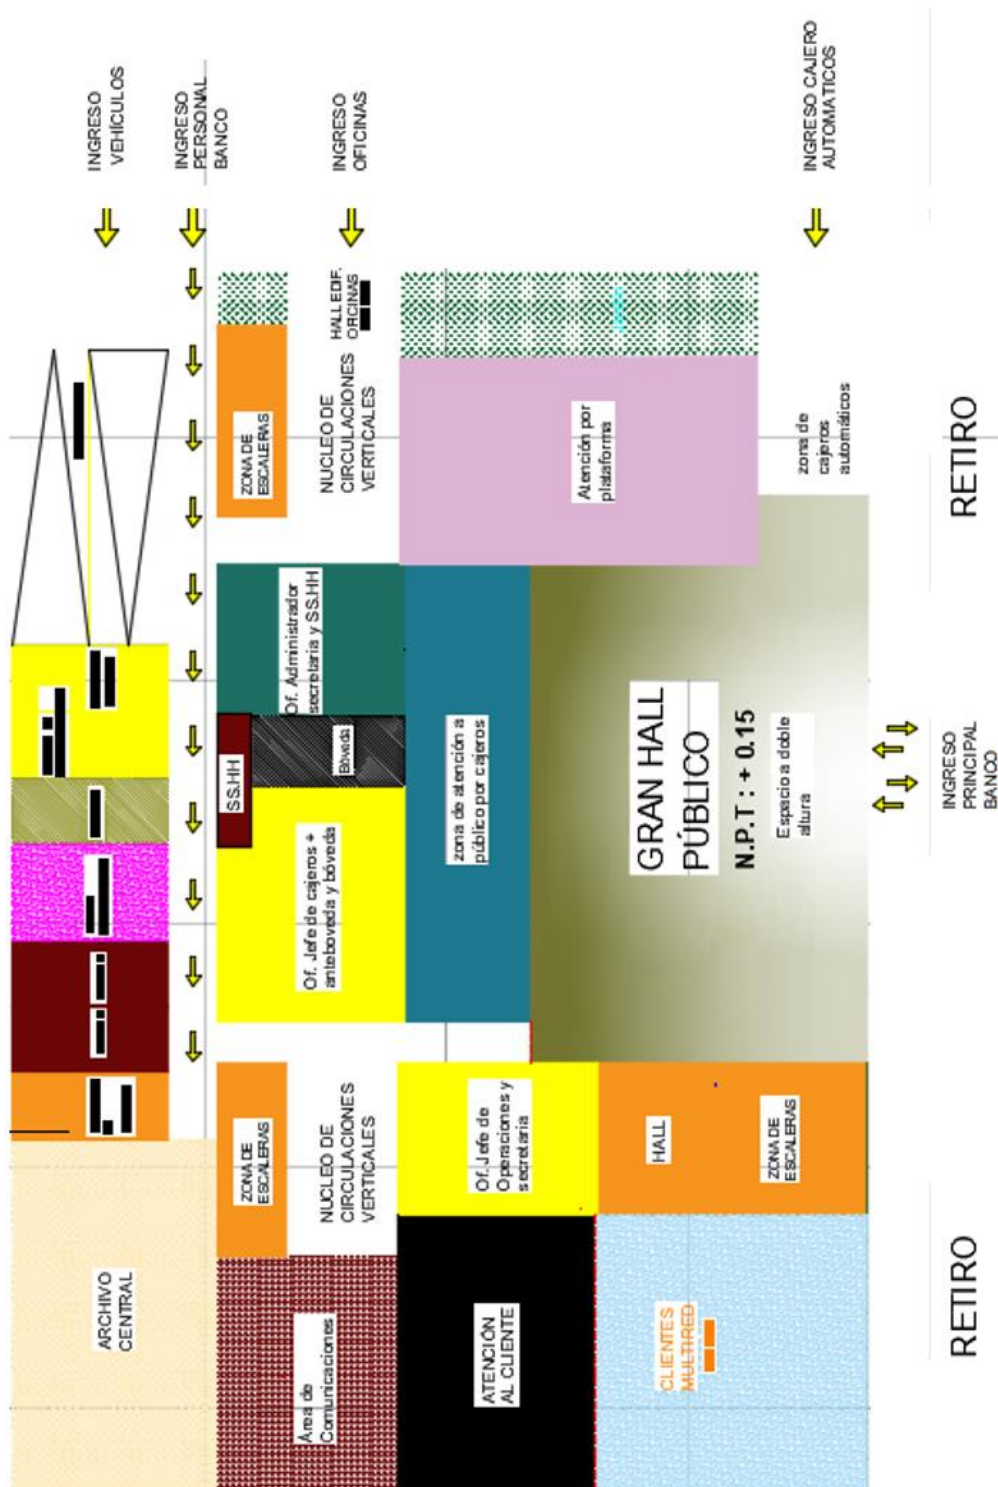 INGRESO
VEHÍCULOS
INGRESO
PERSONAL
BANCO
INGRESO
OFICINAS
INGRESO CAJERO
AUTOMATICOS
HALL EDIF.
ZONA DE
ESCALERAS
NUCLEO DE
CIRCULACIONES
VERTICALES
Atención por
plataforma
zona de
cajeros
automáticos
RETIRO
Of. Administrador
secretaria y SS.HH
SS.HH
Bóveda
Of. Jefe de cajeros +
anteboveda y bóveda
zona de atención a
público por cajeros
GRAN HALL
PÚBLICO
N.P.T : + 0.15
Espacio a doble
altura
INGRESO
PRINCIPAL
BANCO
ZONA DE
ESCALERAS
NUCLEO DE
CIRCULACIONES
VERTICALES
Of. Jefe de
Operaciones y
secretaria
HALL
ZONA DE
ESCALERAS
ARCHIVO
CENTRAL
Área de
Comunicaciones
ATENCIÓN
AL CLIENTE
CLIENTES
MULTIRED
RETIRO